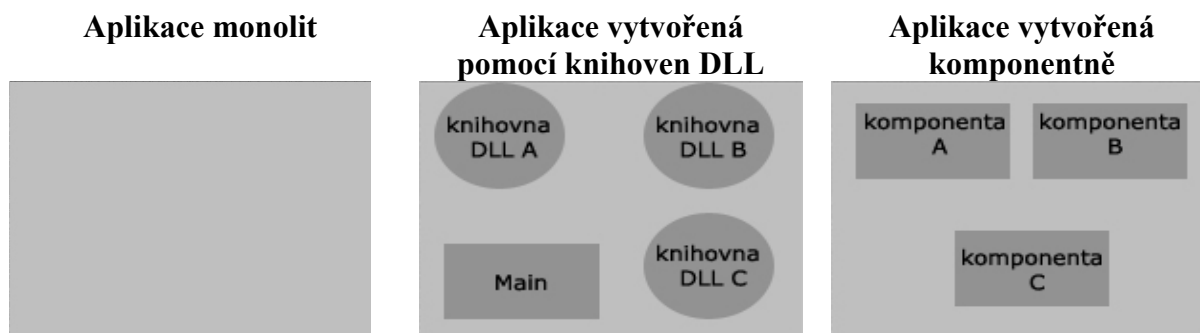 Aplikace monolit
Aplikace vytvořená
pomocí knihoven DLL
Aplikace vytvořená
komponentně
knihovna
DLL A
knihovna
DLL B
Main
knihovna
DLL C
komponenta
A
komponenta
B
komponenta
C